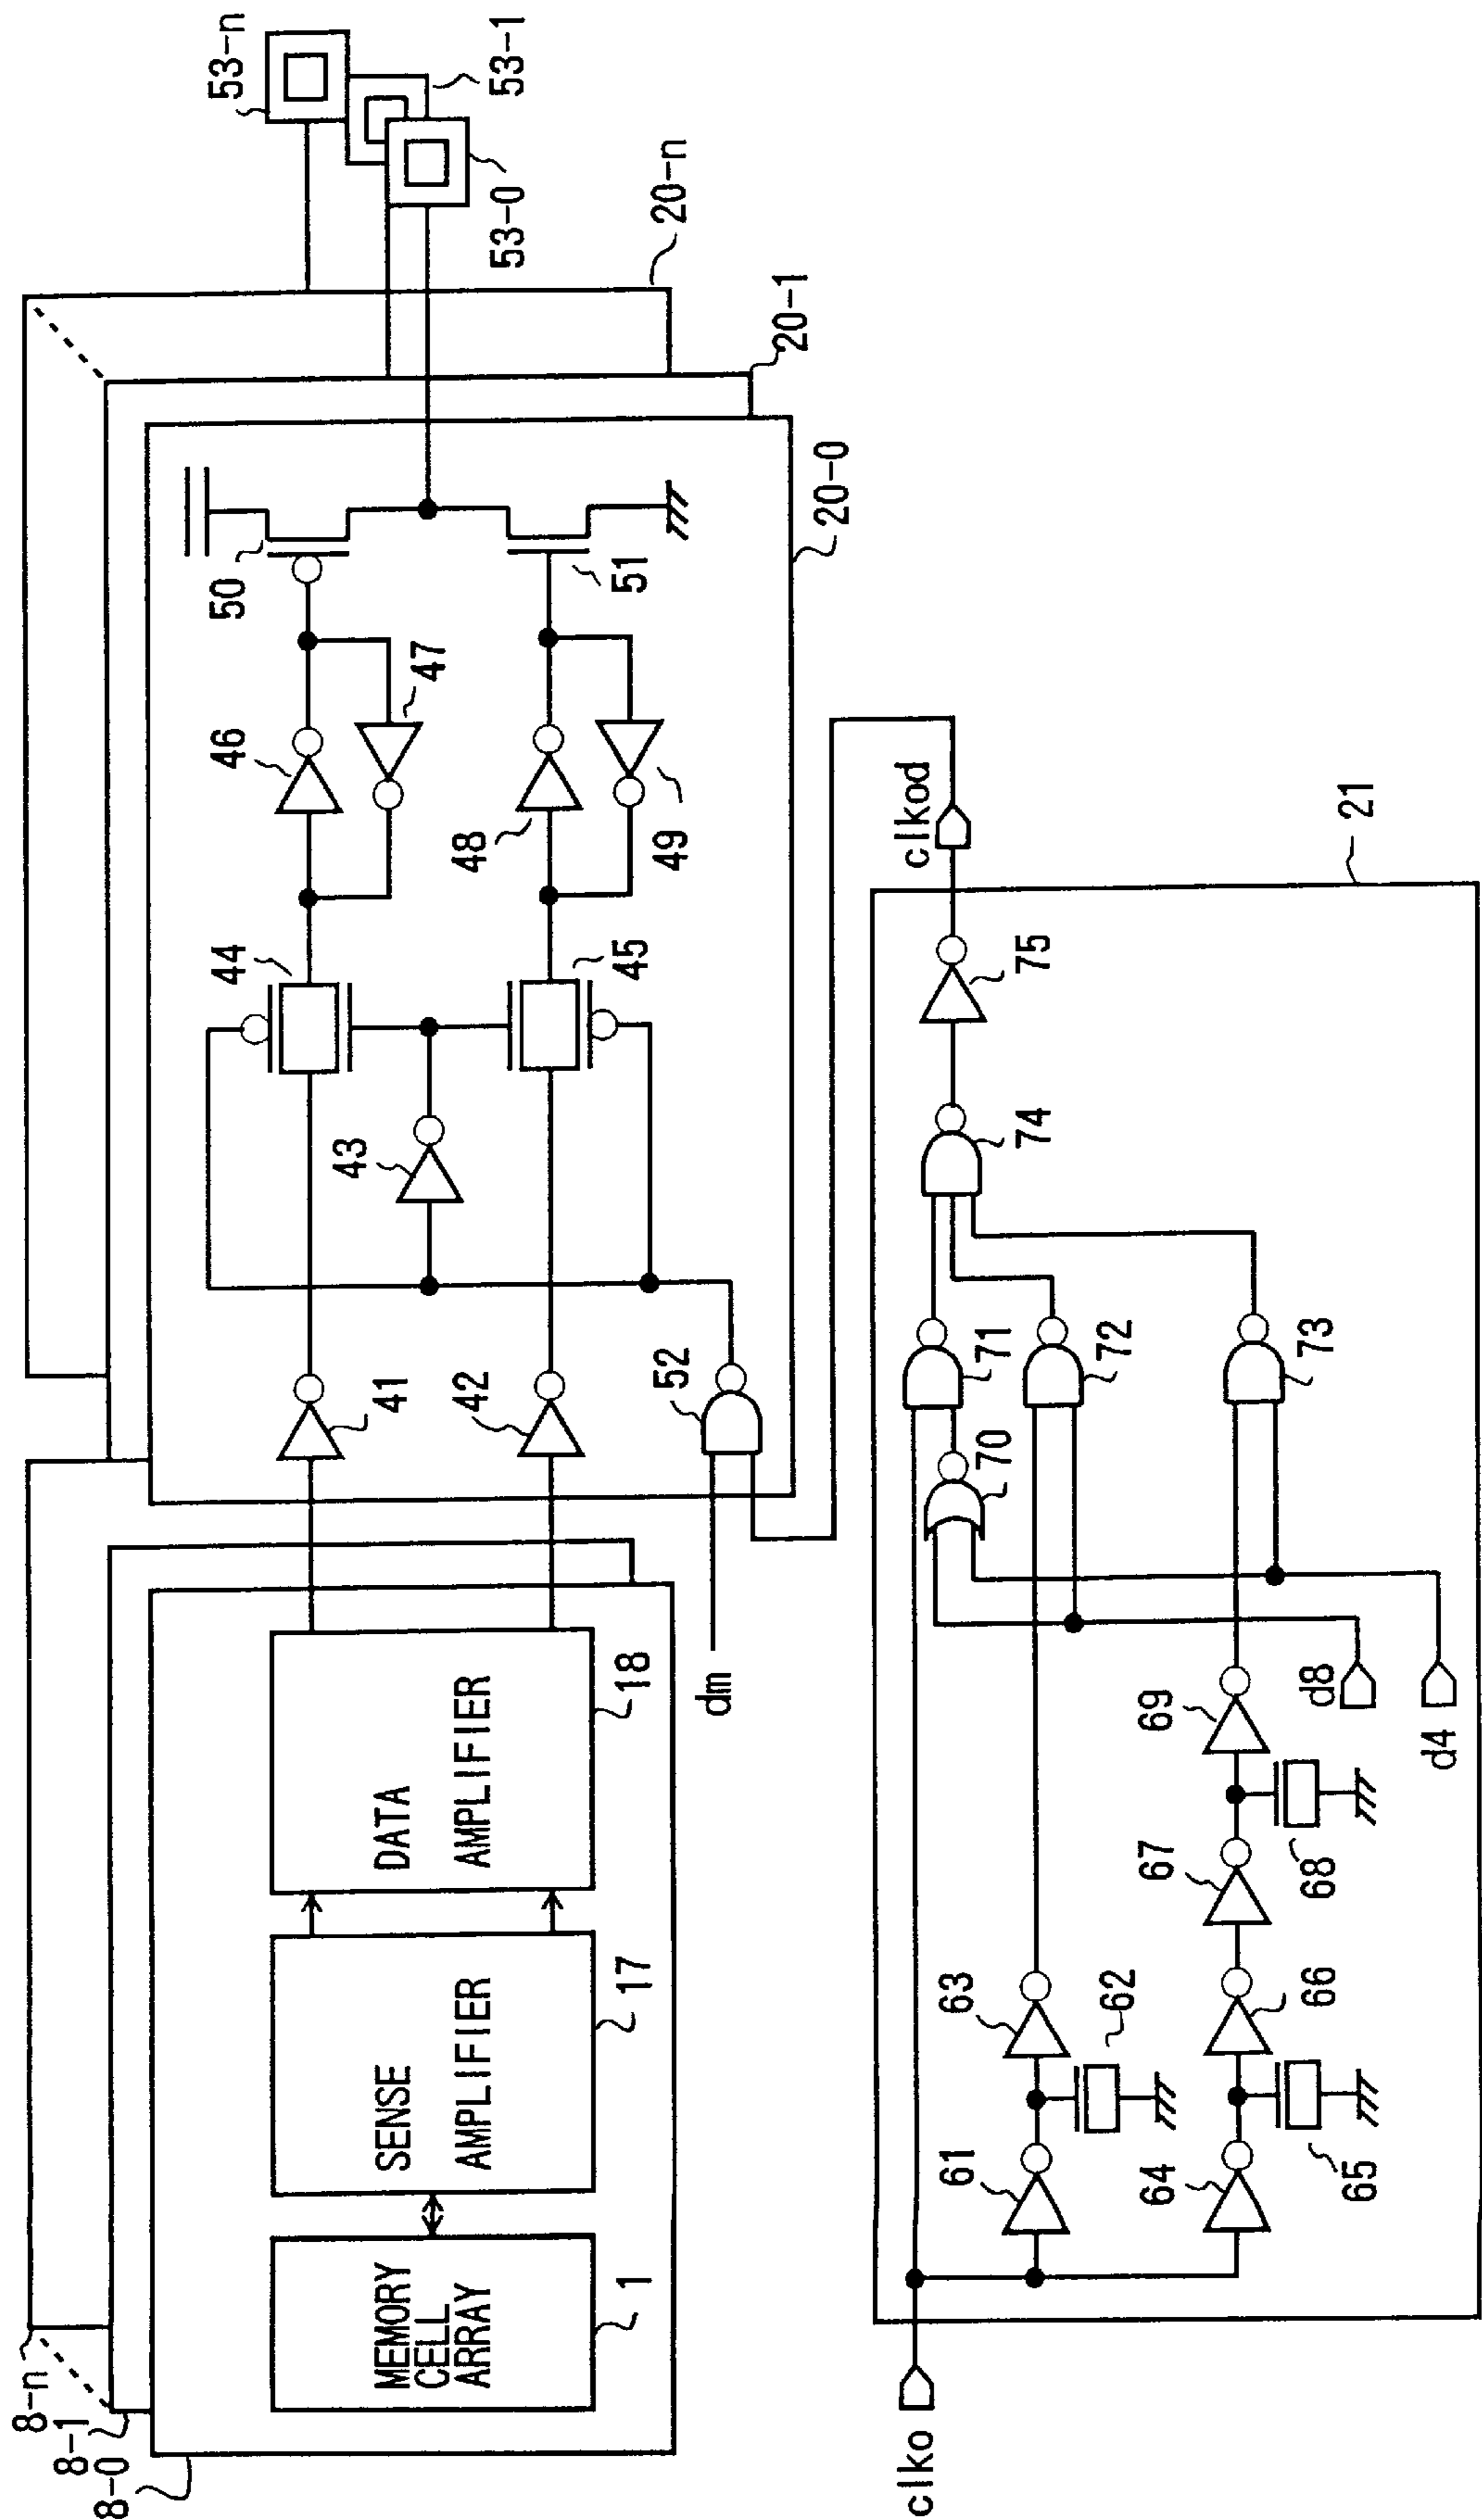 8-n
8-1
8-0
MEMORY
CELL
ARRAY
1
SENSE
AMPLIFIER
17
DATA
AMPLIFIER
18
dm
41
42
52
43
44
45
46
47
48
49
50
51
20-0
20-1
20-n
53-n
53-1
53-0
clko
61
62
63
64
65
66
67
68
69
d8
d4
70
71
72
73
74
75
clkod
21